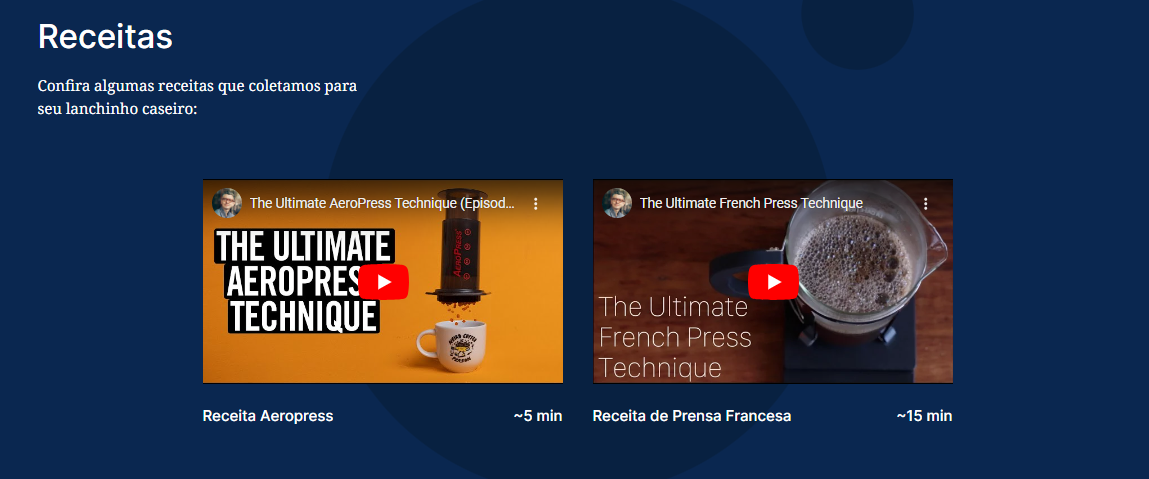 Receitas
Confira algumas receitas que coletamos para
seu lanchinho caseiro:
The Ultimate AeroPress Technique (Episod...
THE ULTIMATE
AEROPRES
TECHNIQUE
AEROPRESS
Receita Aeropress
~5 min
The Ultimate French Press Technique
The Ultimate
French Press
Technique
Receita de Prensa Francesa
~15 min